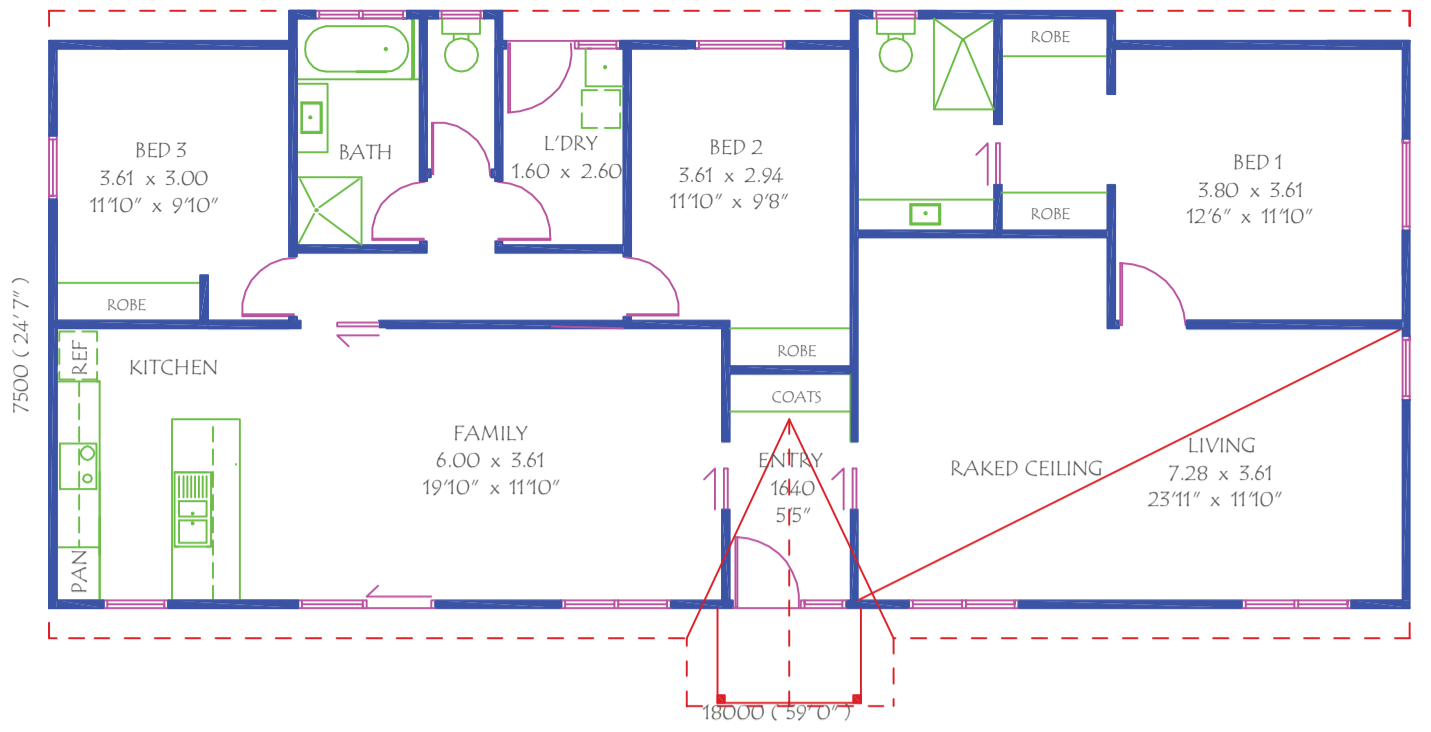 ROBE
BED 3
3.61 x 3.00
11'10" x 9'10"
BATH
L'DRY
1.60 x 2.60
BED 2
3.61 x 2.94
11'10" x 9'8"
BED 1
3.80 x 3.61
12'6" x 11'10"
ROBE
ROBE
7500 ( 24' 7" )
REF
KITCHEN
ROBE
COATS
FAMILY
6.00 x 3.61
19'10" x 11'10"
ENTRY
1640
5'5"
RAKED CEILING
LIVING
7.28 x 3.61
23'11" x 11'10"
PAN
18000 ( 59'0" )